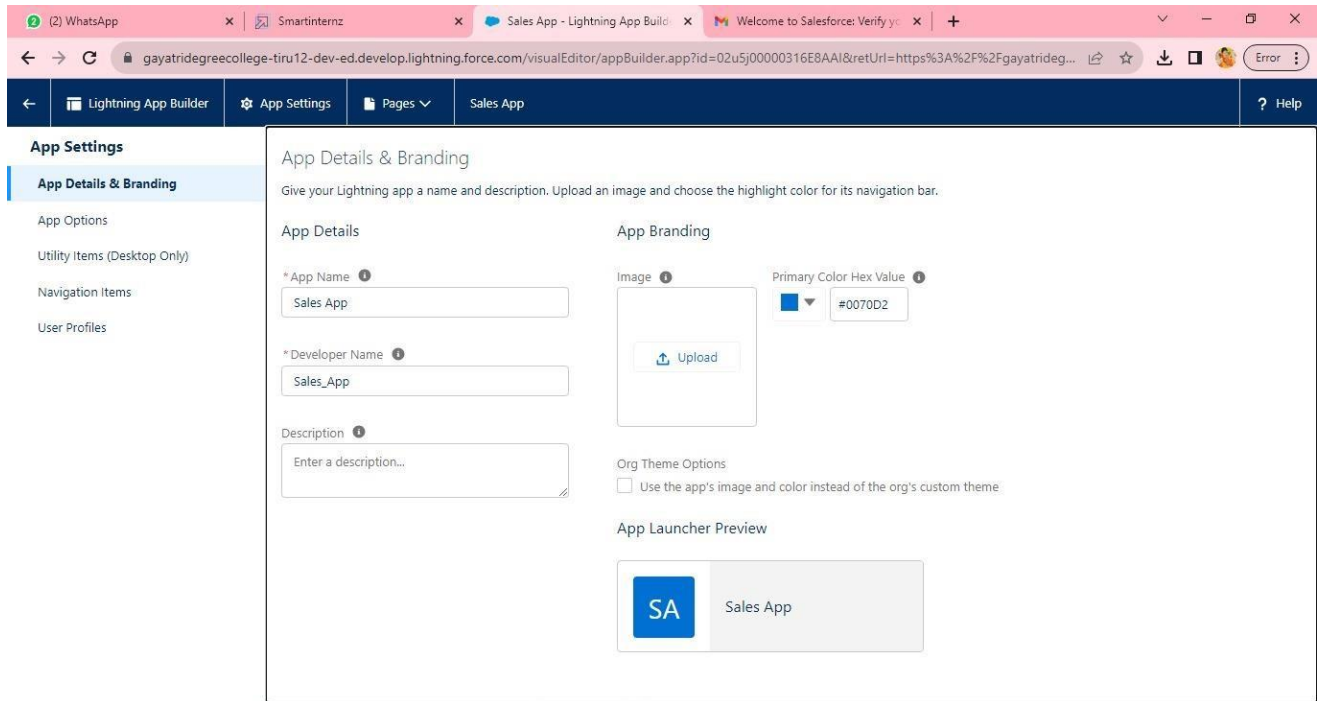 (2) WhatsApp
Smartinternz
Sales App - Lightning App Build
Welcome to Salesforce: Verify yo
gayatridegreecollege-tiru12-dev-ed.develop.lightning.force.com/visualEditor/appBuilder.app?id=02u5j00000316E8AAI&retUrl=https%3A%2F%2Fgayatrideg...
Error
Lightning App Builder
App Settings
Pages
Sales App
? Help
App Settings
App Details & Branding
App Options
Utility Items (Desktop Only)
Navigation Items
User Profiles
App Details & Branding
Give your Lightning app a name and description. Upload an image and choose the highlight color for its navigation bar.
App Details
*App Name
Sales App
*Developer Name
Sales_App
Description
Enter a description...
App Branding
Image
Upload
Primary Color Hex Value
#0070D2
Org Theme Options
Use the app's image and color instead of the org's custom theme
App Launcher Preview
SA
Sales App